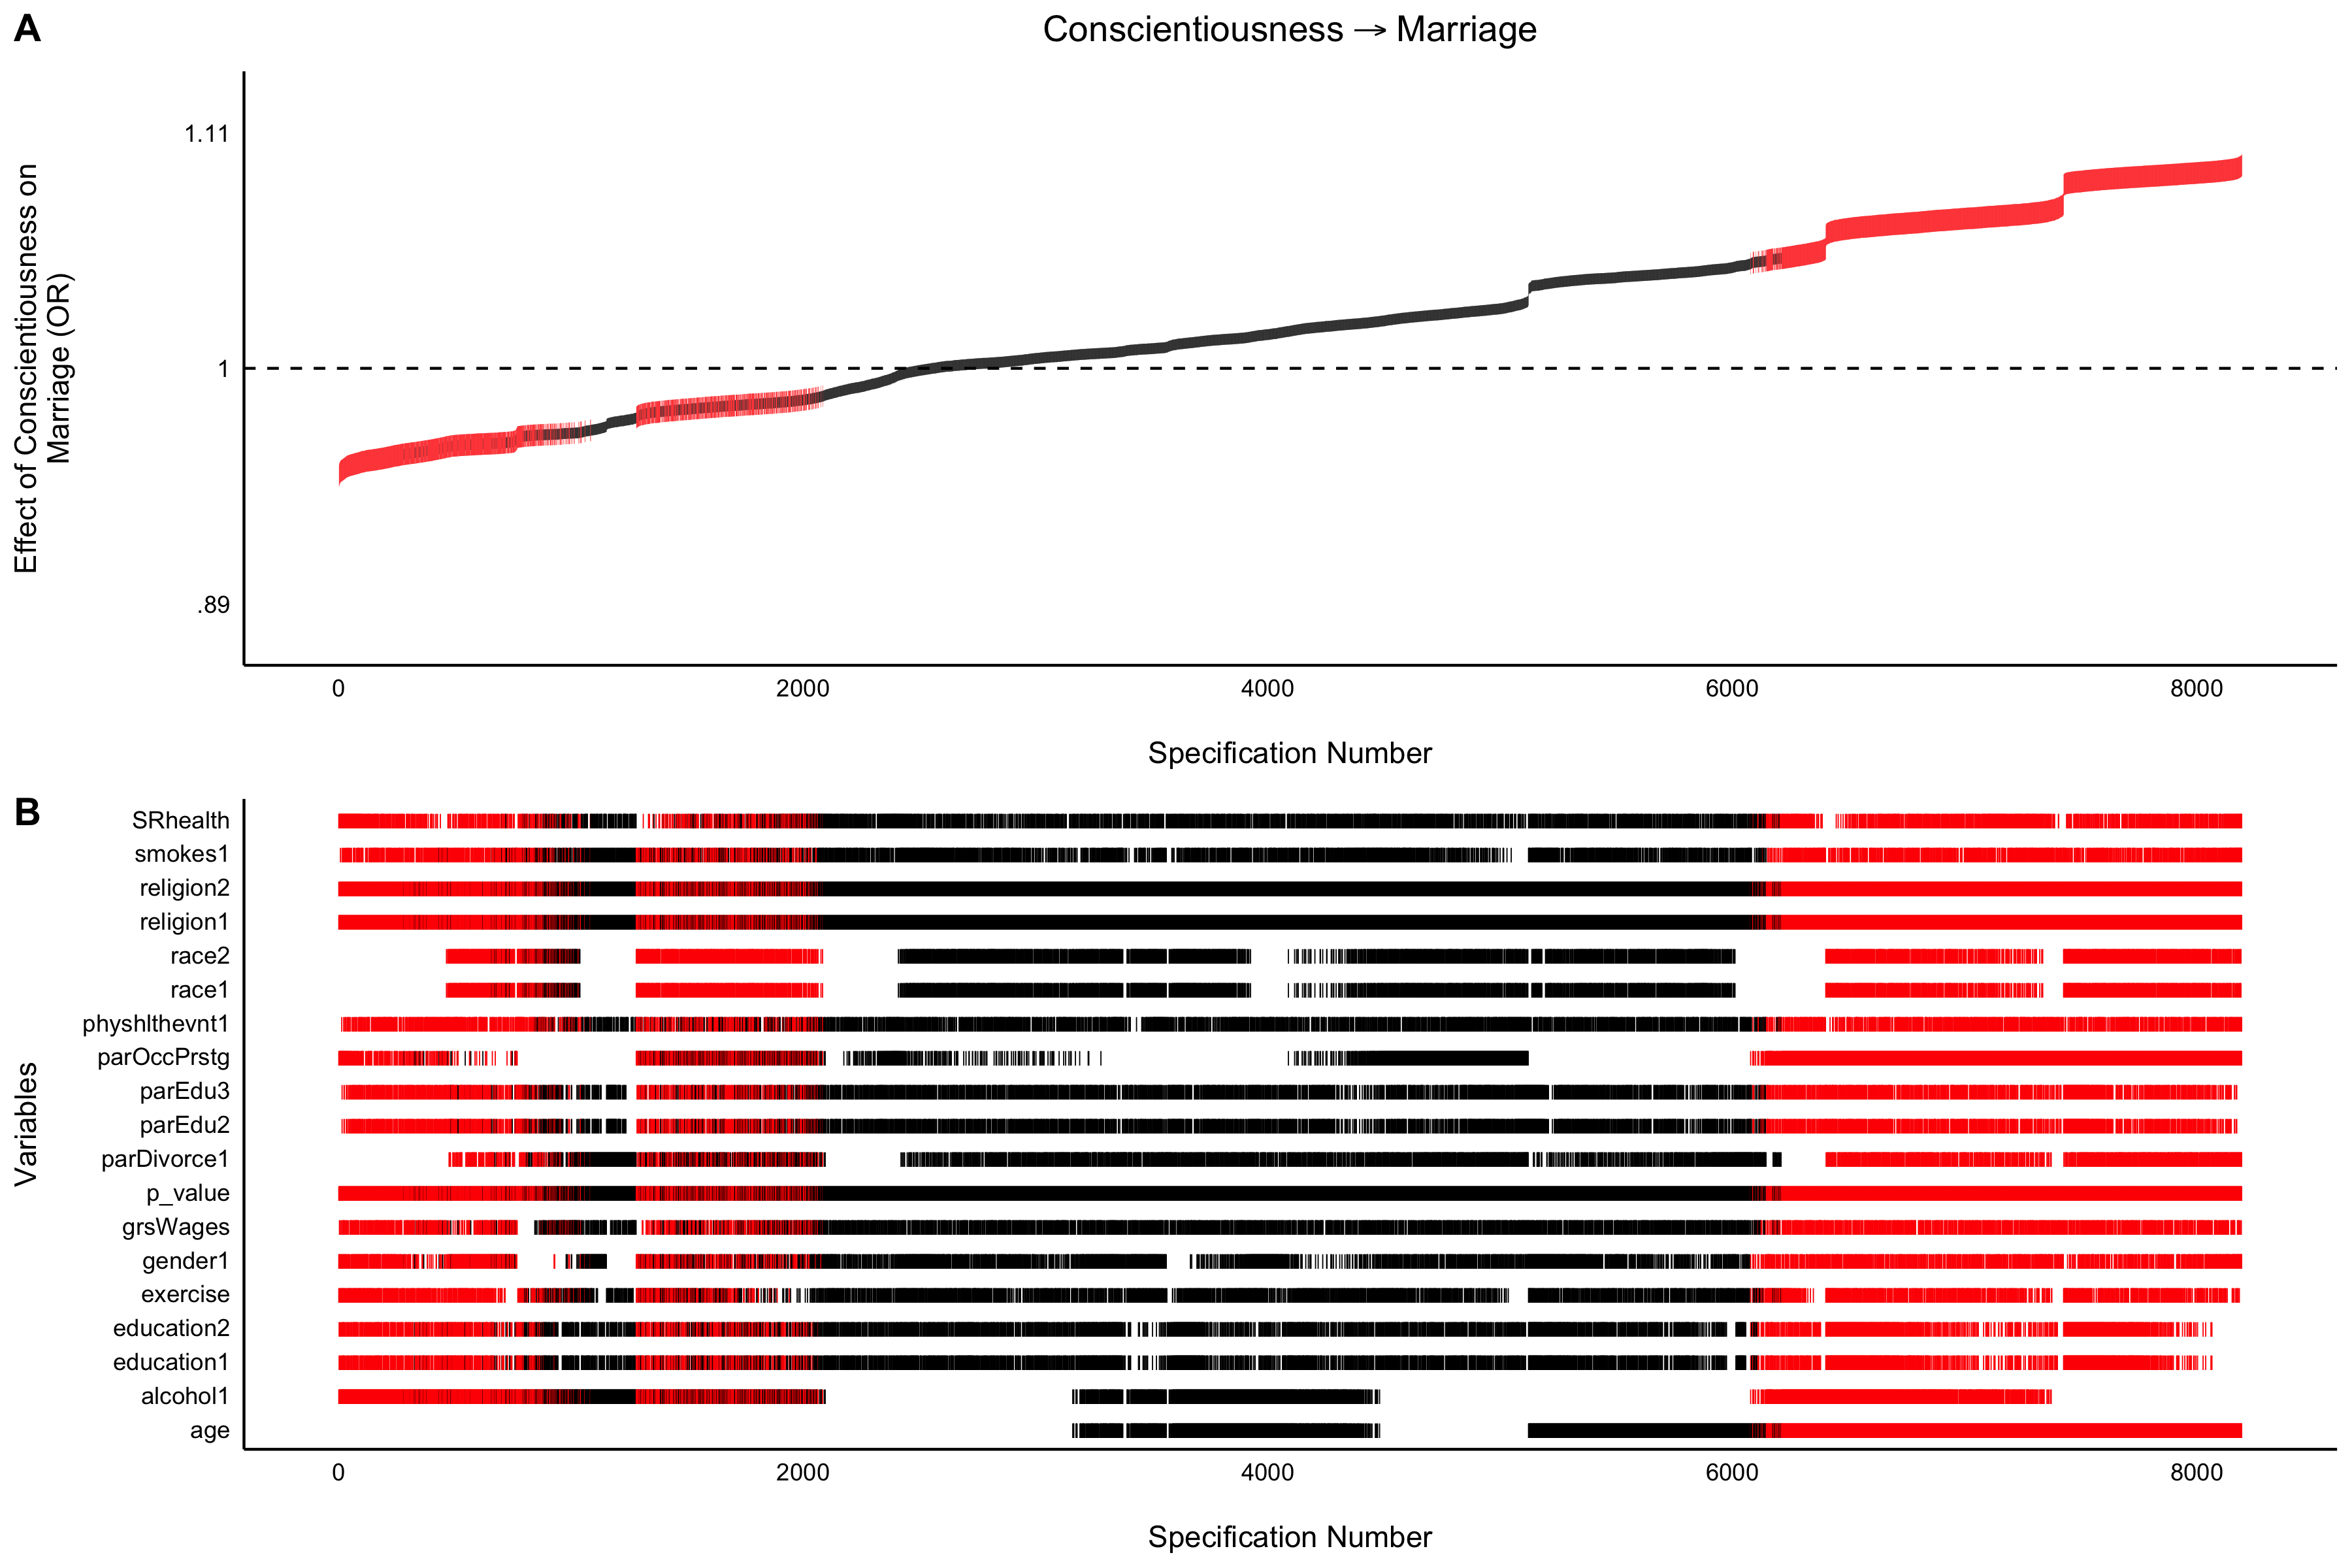 A
Conscientiousness → Marriage
Effect of Conscientiousness on
Marriage (OR)
1.11
1
.89
0 2000 4000 6000 8000
Specification Number
B
Variables
SRhealth
smokes1
religion2
religion1
race2
race1
physhlthevnt1
parOccPrstg
parEdu3
parEdu2
parDivorce1
p_value
grsWages
gender1
exercise
education2
education1
alcohol1
age
0 2000 4000 6000 8000
Specification Number